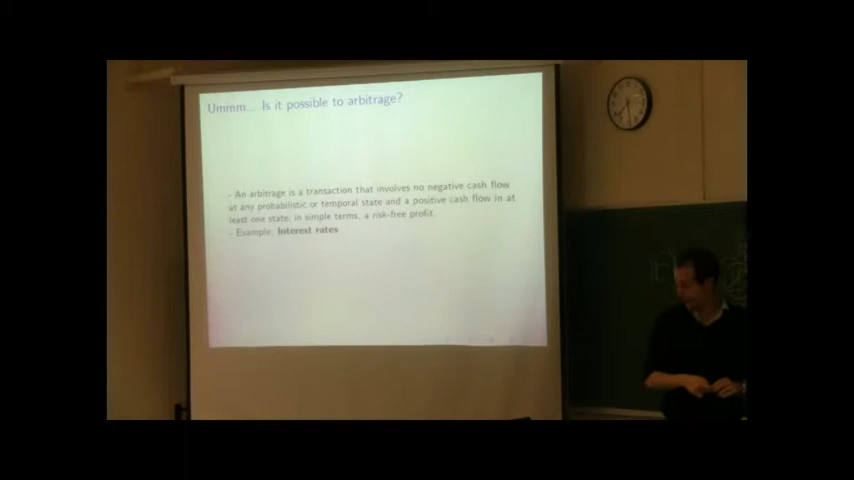 Ummm... Is it possible to arbitrage?
- An arbitrage is a transaction that involves no negative cash flow
at any probabilistic or temporal state and a positive cash flow in at
least one state; in simple terms, a risk-free profit.
- Example: Interest rates